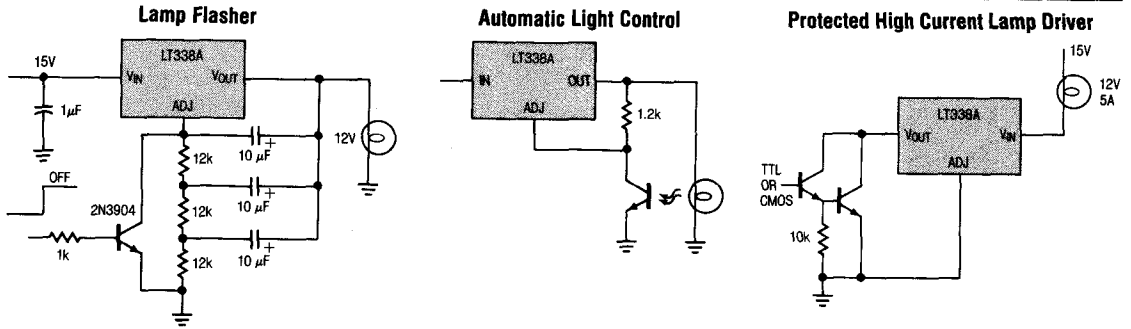 Lamp Flasher
15V
LT338A
VIN
VOUT
ADJ
1μF
12k
10 μF
+
12V
OFF
2N3904
12k
10 μF
+
1k
12k
10 μF
+
Automatic Light Control
LT338A
IN
OUT
ADJ
1.2k
Protected High Current Lamp Driver
15V
12V
5A
LT338A
VOUT
VIN
ADJ
TTL
OR
CMOS
10k